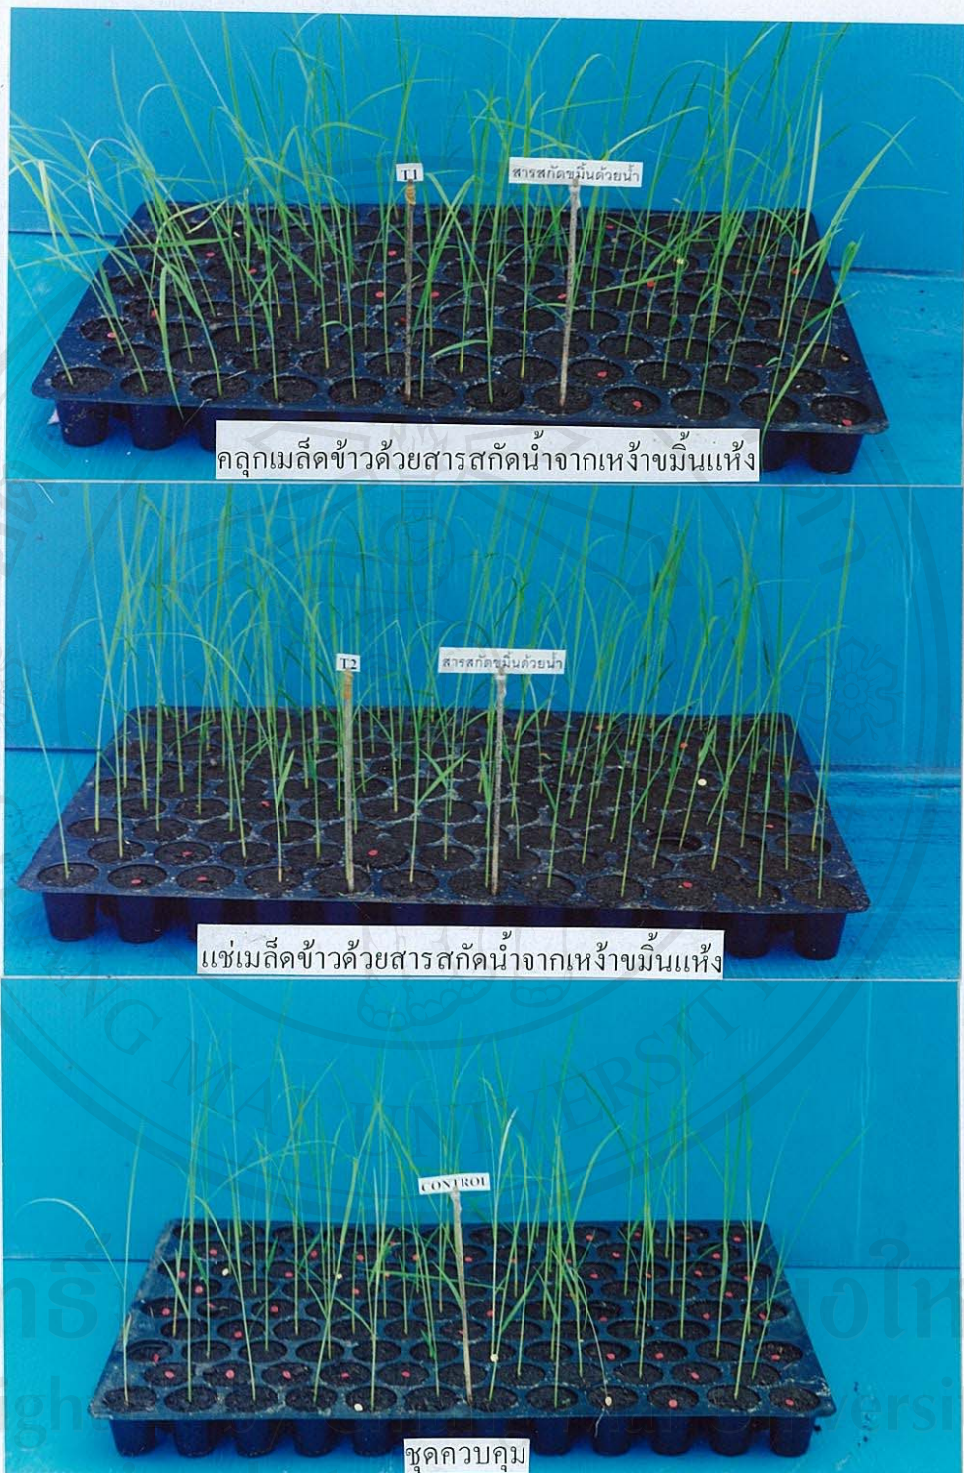 T1
สารสกัดขมิ้นด้วยน้ำ
คลุกเมล็ดข้าวด้วยสารสกัดน้ำจากเหง้าขมิ้นแห้ง
T2
สารสกัดขมิ้นด้วยน้ำ
แช่เมล็ดข้าวด้วยสารสกัดน้ำจากเหง้าขมิ้นแห้ง
CONTROL
ชุดควบคุม